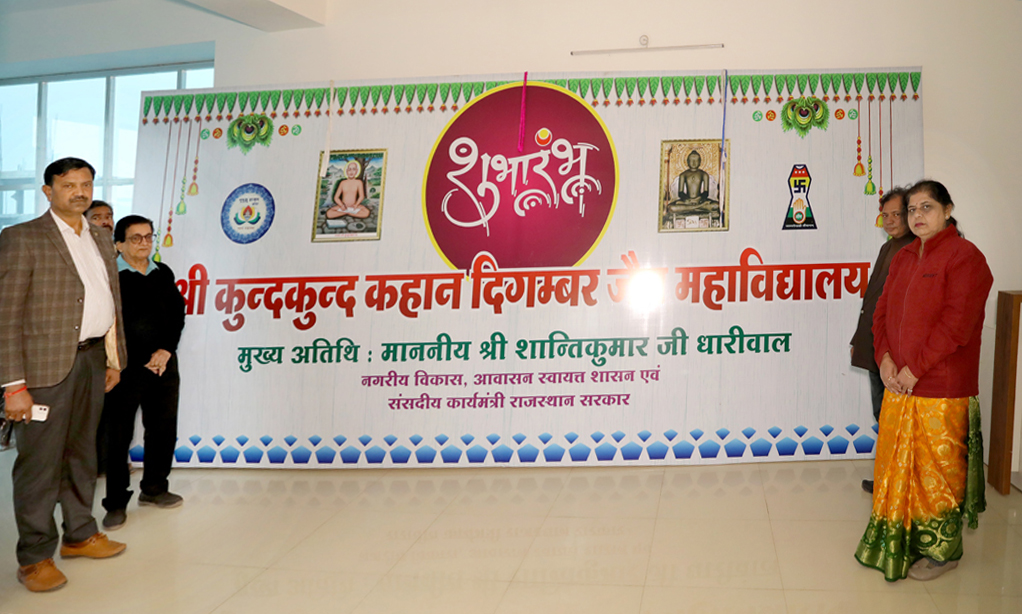 शुभारंभ
श्री कुन्दकुन्द कहान दिगम्बर जैन महाविद्यालय
मुख्य अतिथि : माननीय श्री शान्तिकुमार जी धारीवाल
नगरीय विकास, आवासन स्वायत्त शासन एवं
संसदीय कार्यमंत्री राजस्थान सरकार